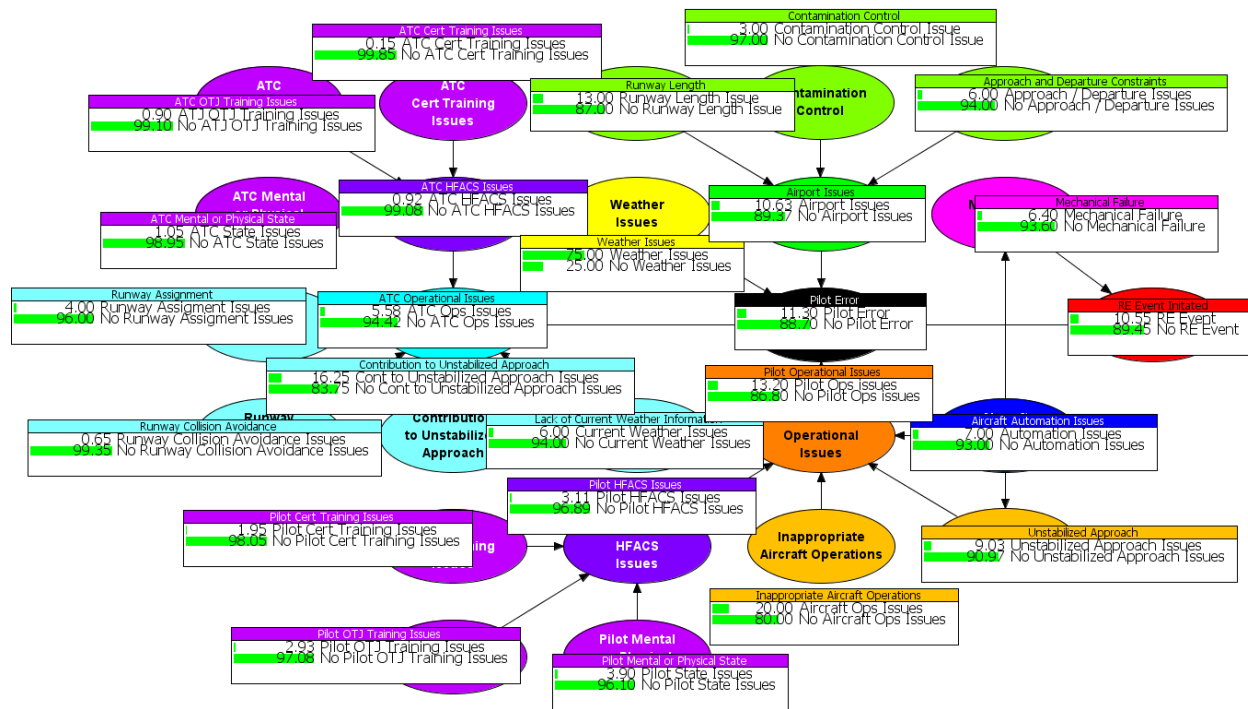 Contamination Control
3.00 Contamination Control Issue
97.00 No Contamination Control Issue
ATC Cert Training Issues
0.15 ATC Cert Training Issues
99.85 No ATC Cert Training Issues
ATC
ATC
Cert Training
Issues
Runway Length
13.00 Runway Length Issue
87.00 No Runway Length Issue
Control
Approach and Departure Constraints
6.00 Approach / Departure Issues
94.00 No Approach / Departure Issues
ATC OTJ Training Issues
0.90 ATJ OTJ Training Issues
99.10 No ATJ OTJ Training Issues
ATC Mental
ATC HFACS Issues
0.92 ATC HFACS Issues
99.08 No ATC HFACS Issues
Weather
Issues
Airport Issues
10.63 Airport Issues
89.37 No Airport Issues
Mechanical Failure
6.40 Mechanical Failure
93.60 No Mechanical Failure
ATC Mental or Physical State
1.05 ATC State Issues
98.95 No ATC State Issues
Weather Issues
75.00 Weather Issues
25.00 No Weather Issues
Runway Assignment
4.00 Runway Assigment Issues
96.00 No Runway Assigment Issues
ATC Operational Issues
5.58 ATC Ops Issues
94.42 No ATC Ops Issues
Pilot Error
11.30 Pilot Error
88.70 No Pilot Error
RE Event Initated
10.55 RE Event
89.45 No RE Event
Contribution to Unstabilized Approach
16.25 Cont to Unstabilized Approach Issues
83.75 No Cont to Unstabilized Approach Issues
Pilot Operational Issues
13.20 Pilot Ops issues
86.80 No Pilot Ops issues
Runway
Runway Collision Avoidance
0.65 Runway Collision Avoidance Issues
99.35 No Runway Collision Avoidance Issues
Contribution
to Unstabilized
Approach
Lack of Current Weather Information
6.00 Current Weather Issues
94.00 No Current Weather Issues
Operational
Issues
Aircraft Automation Issues
7.00 Automation Issues
93.00 No Automation Issues
Pilot HFACS Issues
3.11 Pilot HFACS Issues
96.89 No Pilot HFACS Issues
Pilot Cert Training Issues
1.95 Pilot Cert Training Issues
98.05 No Pilot Cert Training Issues
HFACS
Issues
Inappropriate
Aircraft Operations
Unstabilized Approach
9.03 Unstabilized Approach Issues
90.97 No Unstabilized Approach Issues
Inappropriate Aircraft Operations
20.00 Aircraft Ops Issues
80.00 No Aircraft Ops Issues
Pilot OTJ Training Issues
2.93 Pilot OTJ Training Issues
97.08 No Pilot OTJ Training Issues
Pilot Mental
Pilot Mental or Physical State
3.90 Pilot State Issues
96.10 No Pilot State Issues